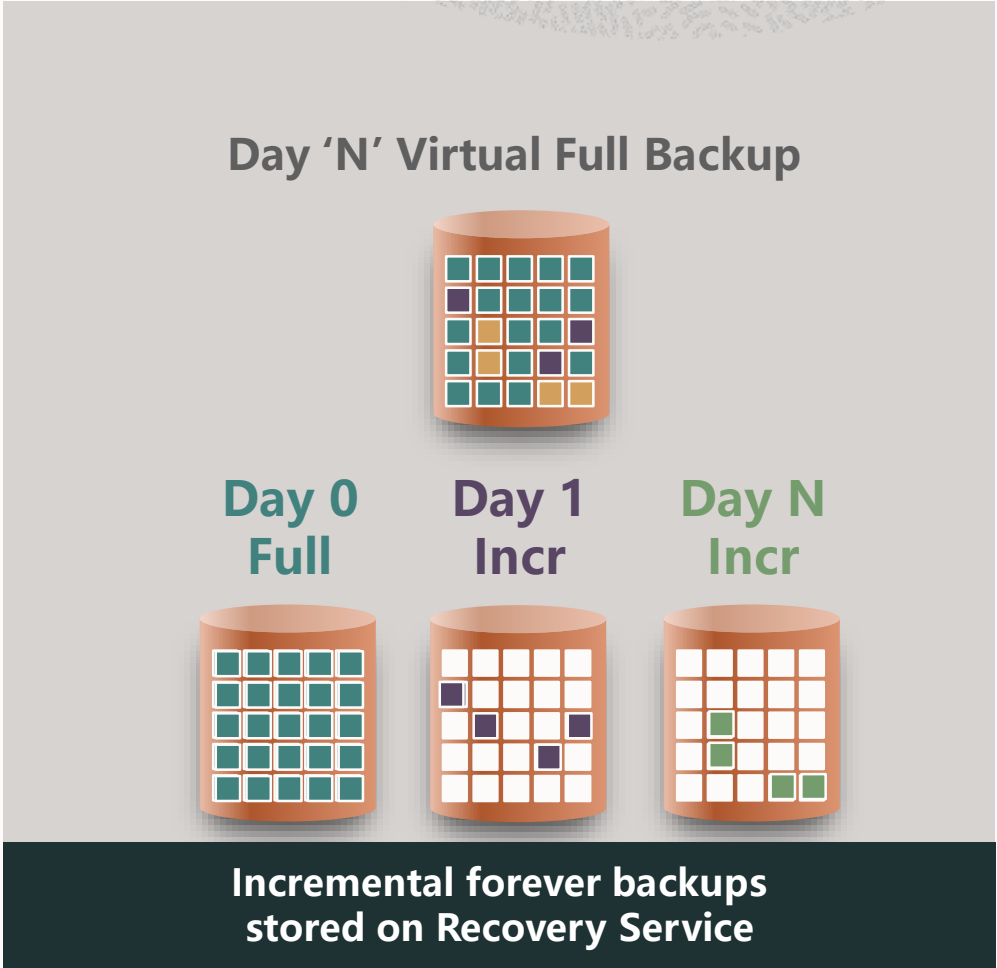 Day ‘N’ Virtual Full Backup
Day 0
Full
Day 1
Incr
Day N
Incr
Incremental forever backups
stored on Recovery Service